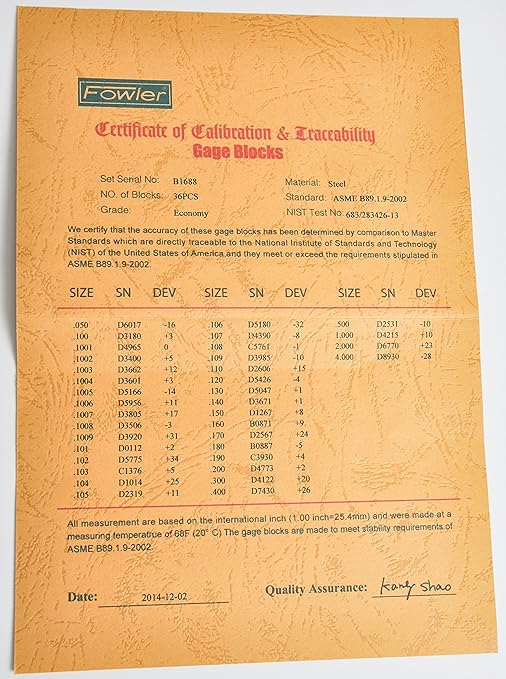 Fowler®
Certificate of Calibration & Traceability
Gage Blocks
Set Serial No: B1688 Material: Steel
NO. of Blocks: 36PCS Standard: ASME B89.1.9-2002
Grade: Economy NIST Test No: 683/283426-13
We certify that the accuracy of these gage blocks has been determined by comparison to Master
Standards which are directly traceable to the National Institute of Standards and Technology
(NIST) of the United States of America.and they meet or exceed the requirements stipulated in
ASME B89.1.9-2002.
SIZE SN DEV SIZE SN DEV SIZE SN DEV
.050 D6017 -16 .106 D5180 -32 .500 D2531 -10
.100 D3180 +3 .107 D4390 -8 1.000 D4215 +10
.1001 D4965 0 .108 C5761 -1 2.000 D6770 +23
.1002 D3400 +5 .109 D3985 -10 4.000 D8930 -28
.1003 D3662 +12 .110 D2606 +15
.1004 D3601 +3 .120 D5426 -4
.1005 D5166 -14 .130 D5047 +1
.1006 D5956 +11 .140 D3671 +1
.1007 D3805 +17 .150 D1267 +8
.1008 D3506 -3 .160 B0871 +9
.1009 D3920 +31 .170 D2567 +24
.101 D0112 +2 .180 B0887 -5
.102 D5775 +34 .190 C3930 +4
.103 C1376 +5 .200 D4773 +2
.104 D1014 +25 .300 D4122 +20
.105 D2319 +11 .400 D7430 +26
All measurement are based on the international inch (1.00 inch=25.4mm) and were made at a
measuring temperatrue of 68F (20° C) The gage blocks are made to meet stability requirements of
ASME B89.1.9-2002.
Date: 2014-12-02 Quality Assurance: Kandy Shao